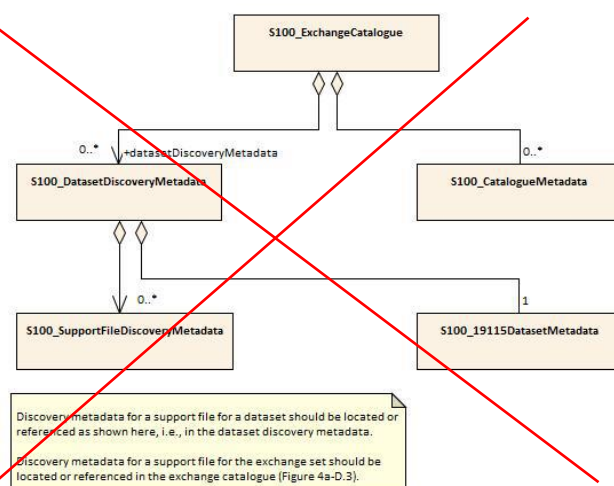 S100_ExchangeCatalogue
0..*
+datasetDiscoveryMetadata
0..*
S100_DatasetDiscoveryMetadata
S100_CatalogueMetadata
0..*
1
S100_SupportFileDiscoveryMetadata
S100_19115DatasetMetadata
Discovery metadata for a support file for a dataset should be located or
referenced as shown here, i.e., in the dataset discovery metadata.
Discovery metadata for a support file for the exchange set should be
located or referenced in the exchange catalogue (Figure 4a-D.3).